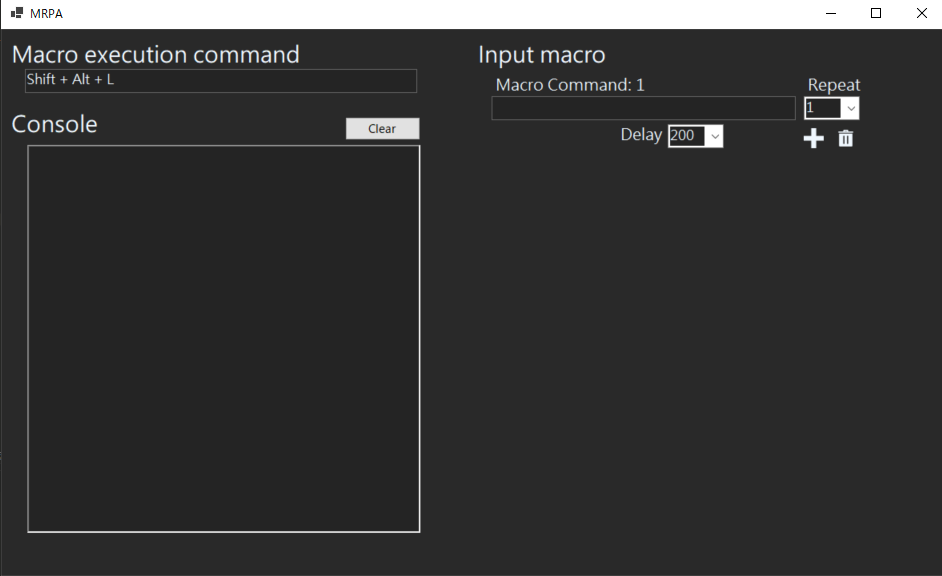 MRPA
Macro execution command
Shift + Alt + L
Console
Clear
Input macro
Macro Command: 1
Repeat
1
Delay
200